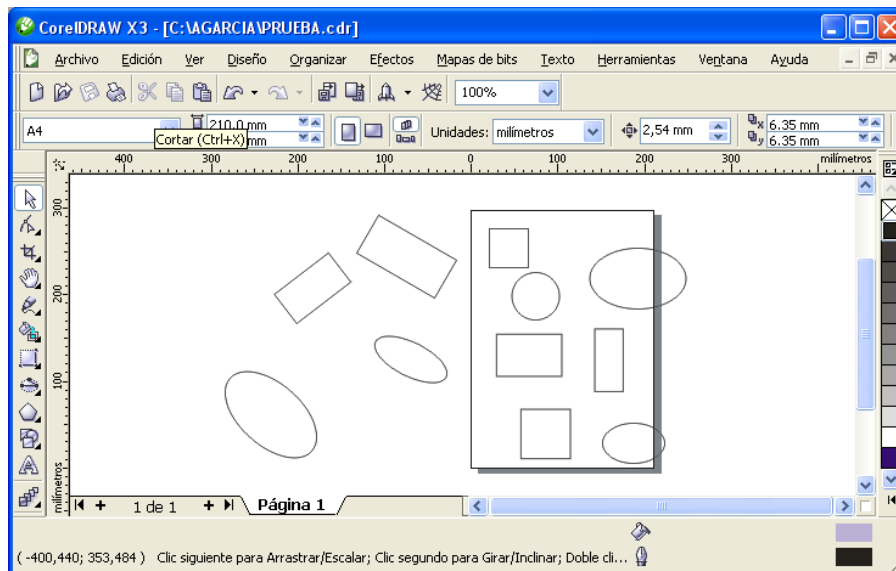 CorelDRAW X3 - [C:\AGARCIA\PRUEBA.cdr]
Archivo Edición Ver Diseño Organizar Efectos Mapas de bits Texto Herramientas Ventana Ayuda
100%
A4 210.0 mm mm Unidades: milímetros 2,54 mm x 6.35 mm y 6.35 mm
Cortar (Ctrl+X)
400 300 200 100 0 100 200 300 milímetros
300
200
100
milímetros
1 de 1 Página 1
( -400,440; 353,484 ) Clic siguiente para Arrastrar/Escalar; Clic segundo para Girar/Inclinar; Doble cli...